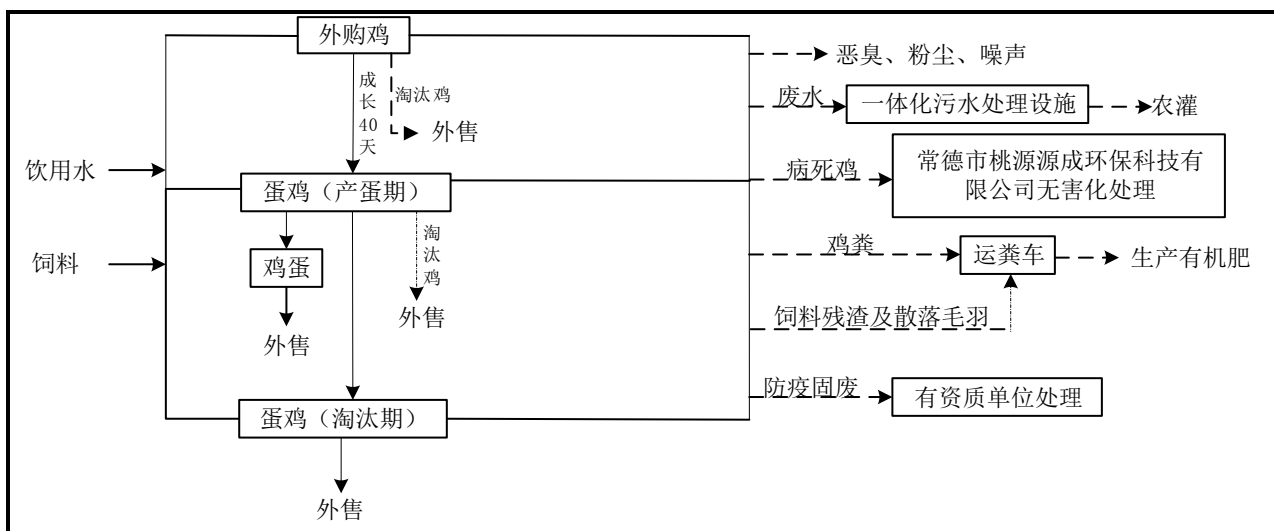 外购鸡
成长40天
淘汰鸡
外售
饮用水
饲料
蛋鸡（产蛋期）
鸡蛋
外售
淘汰鸡
外售
蛋鸡（淘汰期）
外售
恶臭、粉尘、噪声
废水
一体化污水处理设施
农灌
病死鸡
常德市桃源源成环保科技有
限公司无害化处理
鸡粪
运粪车
生产有机肥
饲料残渣及散落毛羽
防疫固废
有资质单位处理